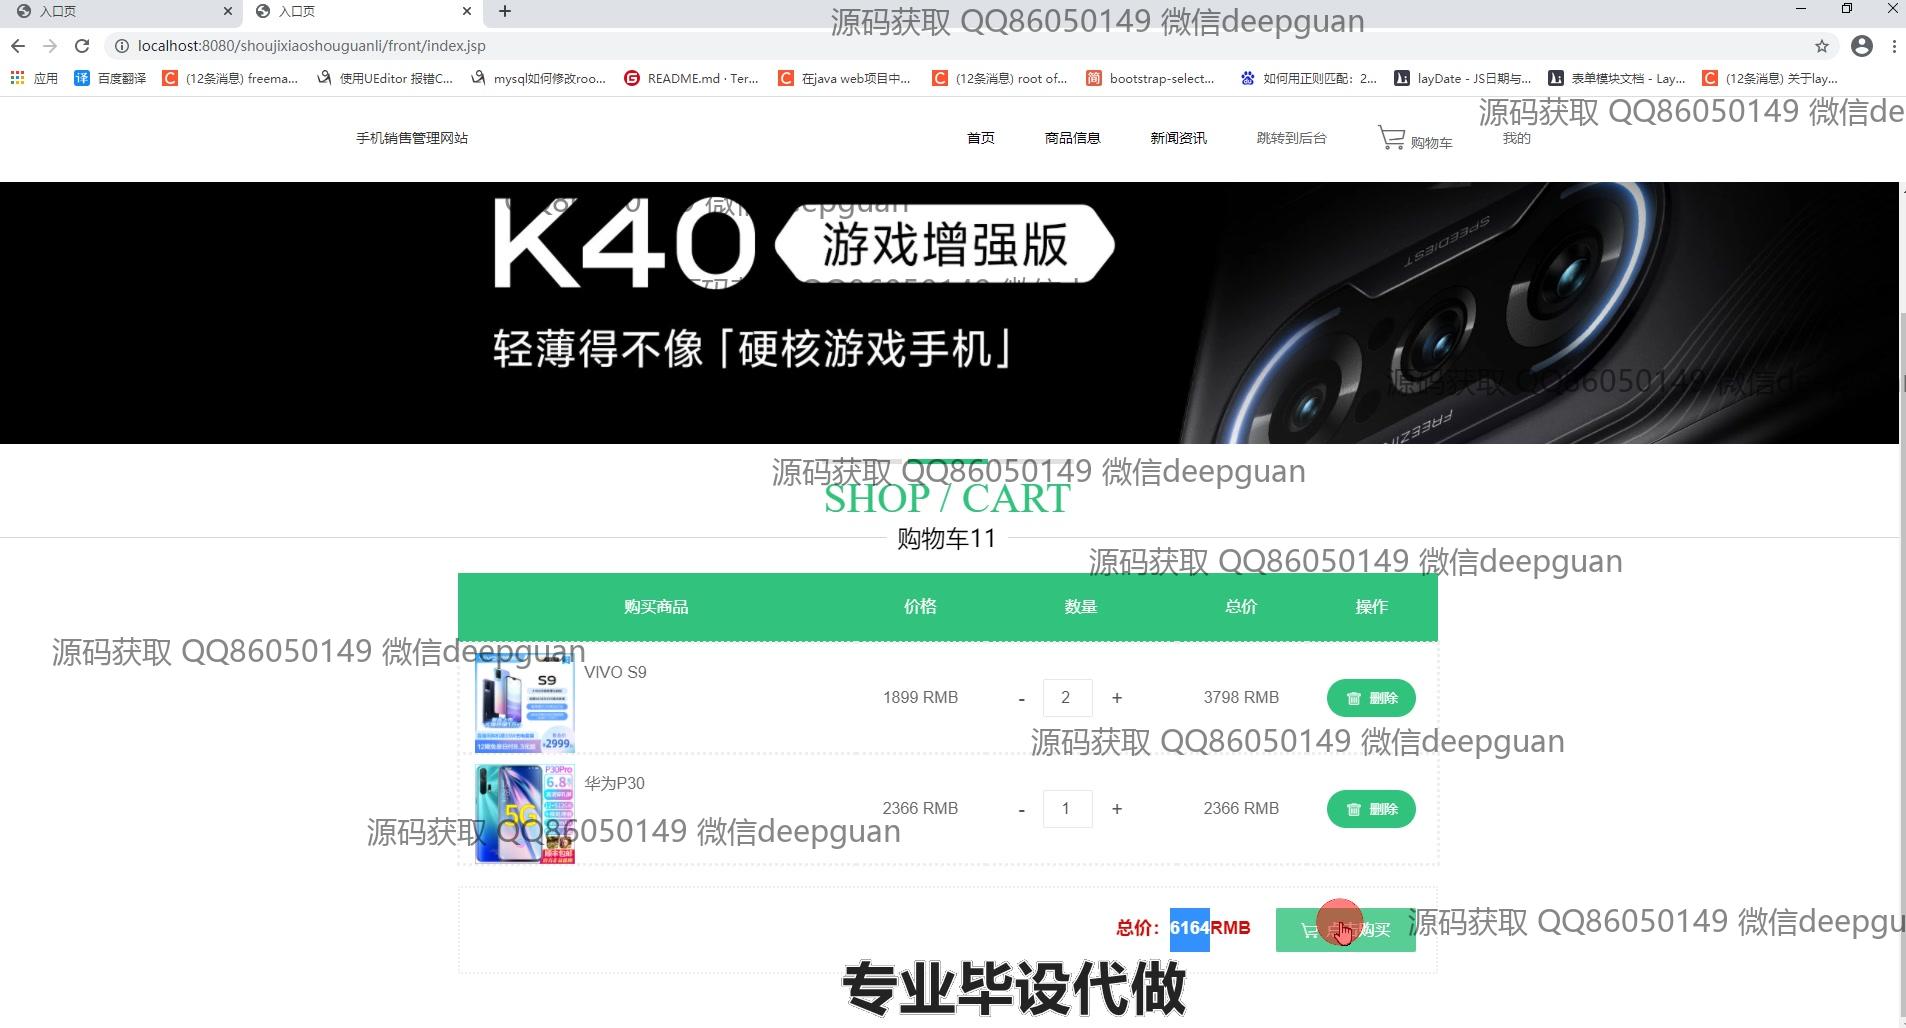 入口页
入口页
源码获取 QQ86050149 微信deepguan
localhost:8080/shoujixiaoshouguanli/front/index.jsp
应用 百度翻译 (12条消息) freema... 使用UEditor 报错C... mysql如何修改roo... README.md · Ter... 在java web项目中... (12条消息) root of... bootstrap-select... 如何用正则匹配：2... layDate - JS日期与... 表单模块文档 - Lay... (12条消息) 关于lay...
源码获取 QQ86050149 微信de
手机销售管理网站 首页 商品信息 新闻资讯 跳转到后台 购物车 我的
K40 游戏增强版
SPEEDIEST
轻薄得不像「硬核游戏手机」
源码获取 QQ86050149 微信de
源码获取 QQ86050149 微信deepguan
SHOP / CART
购物车11
源码获取 QQ86050149 微信deepguan
购买商品 价格 数量 总价 操作
源码获取 QQ86050149 微信deepguan
S9
2999
VIVO S9 1899 RMB - 2 + 3798 RMB 删除
源码获取 QQ86050149 微信deepguan
P30Pro
6.8
5G
华为P30 2366 RMB - 1 + 2366 RMB 删除
源码获取 QQ86050149 微信deepguan
总价：6164RMB 点击购买
源码获取 QQ86050149 微信deepgu
专业毕设代做